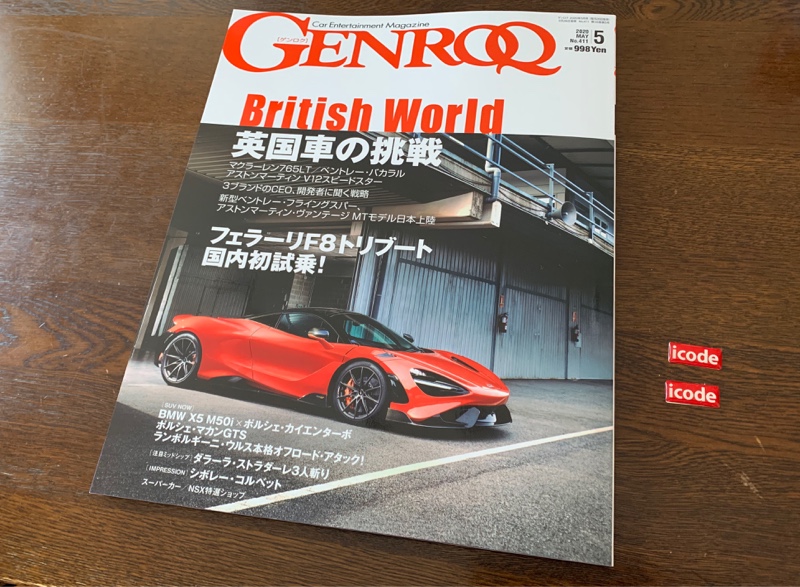 Car Entertainment Magazine
GENROQ
[ゲンロク]
2020
MAY
No.411
5
定価 998Yen
British World
英国車の挑戦
マクラーレン765LT／ベントレー・バカラル
アストンマーティン V12スピードスター
3ブランドのCEO、開発者に聞く戦略
新型ベントレー・フライングスパー、
アストンマーティン・ヴァンテージ MTモデル日本上陸
フェラーリF8トリブート
国内初試乗！
[SUV NOW]
BMW X5 M50i×ポルシェ・カイエンターボ
ポルシェ・マカンGTS
ランボルギーニ・ウルス本格オフロード・アタック！
[注目ミッドシップ] ダラーラ・ストラダーレ3人斬り
[IMPRESSION] シボレー・コルベット
スーパーカー／NSX特選ショップ
icode
icode